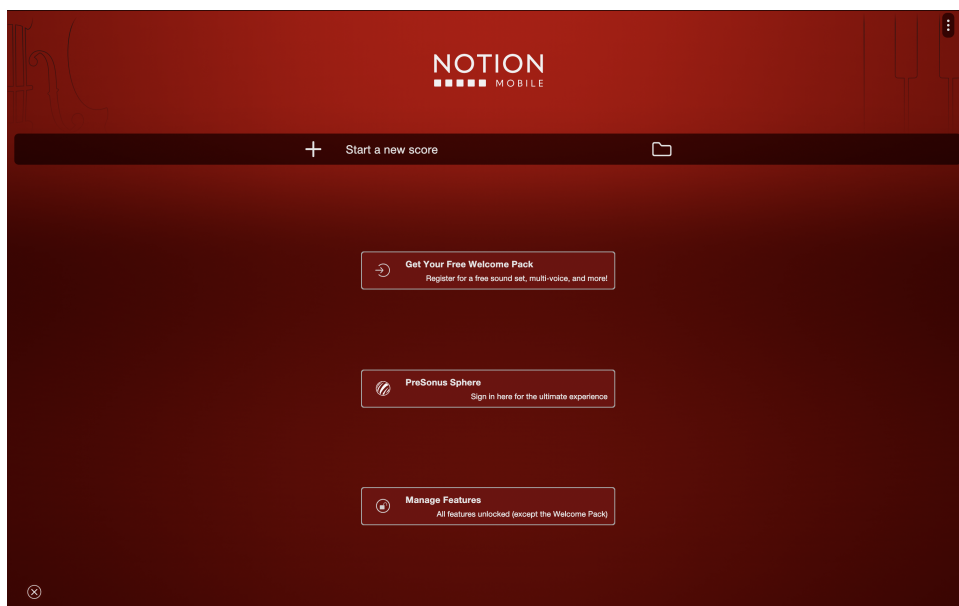 NOTION
MOBILE
Start a new score
Get Your Free Welcome Pack
Register for a free sound set, multi-voice, and more!
PreSonus Sphere
Sign in here for the ultimate experience
Manage Features
All features unlocked (except the Welcome Pack)